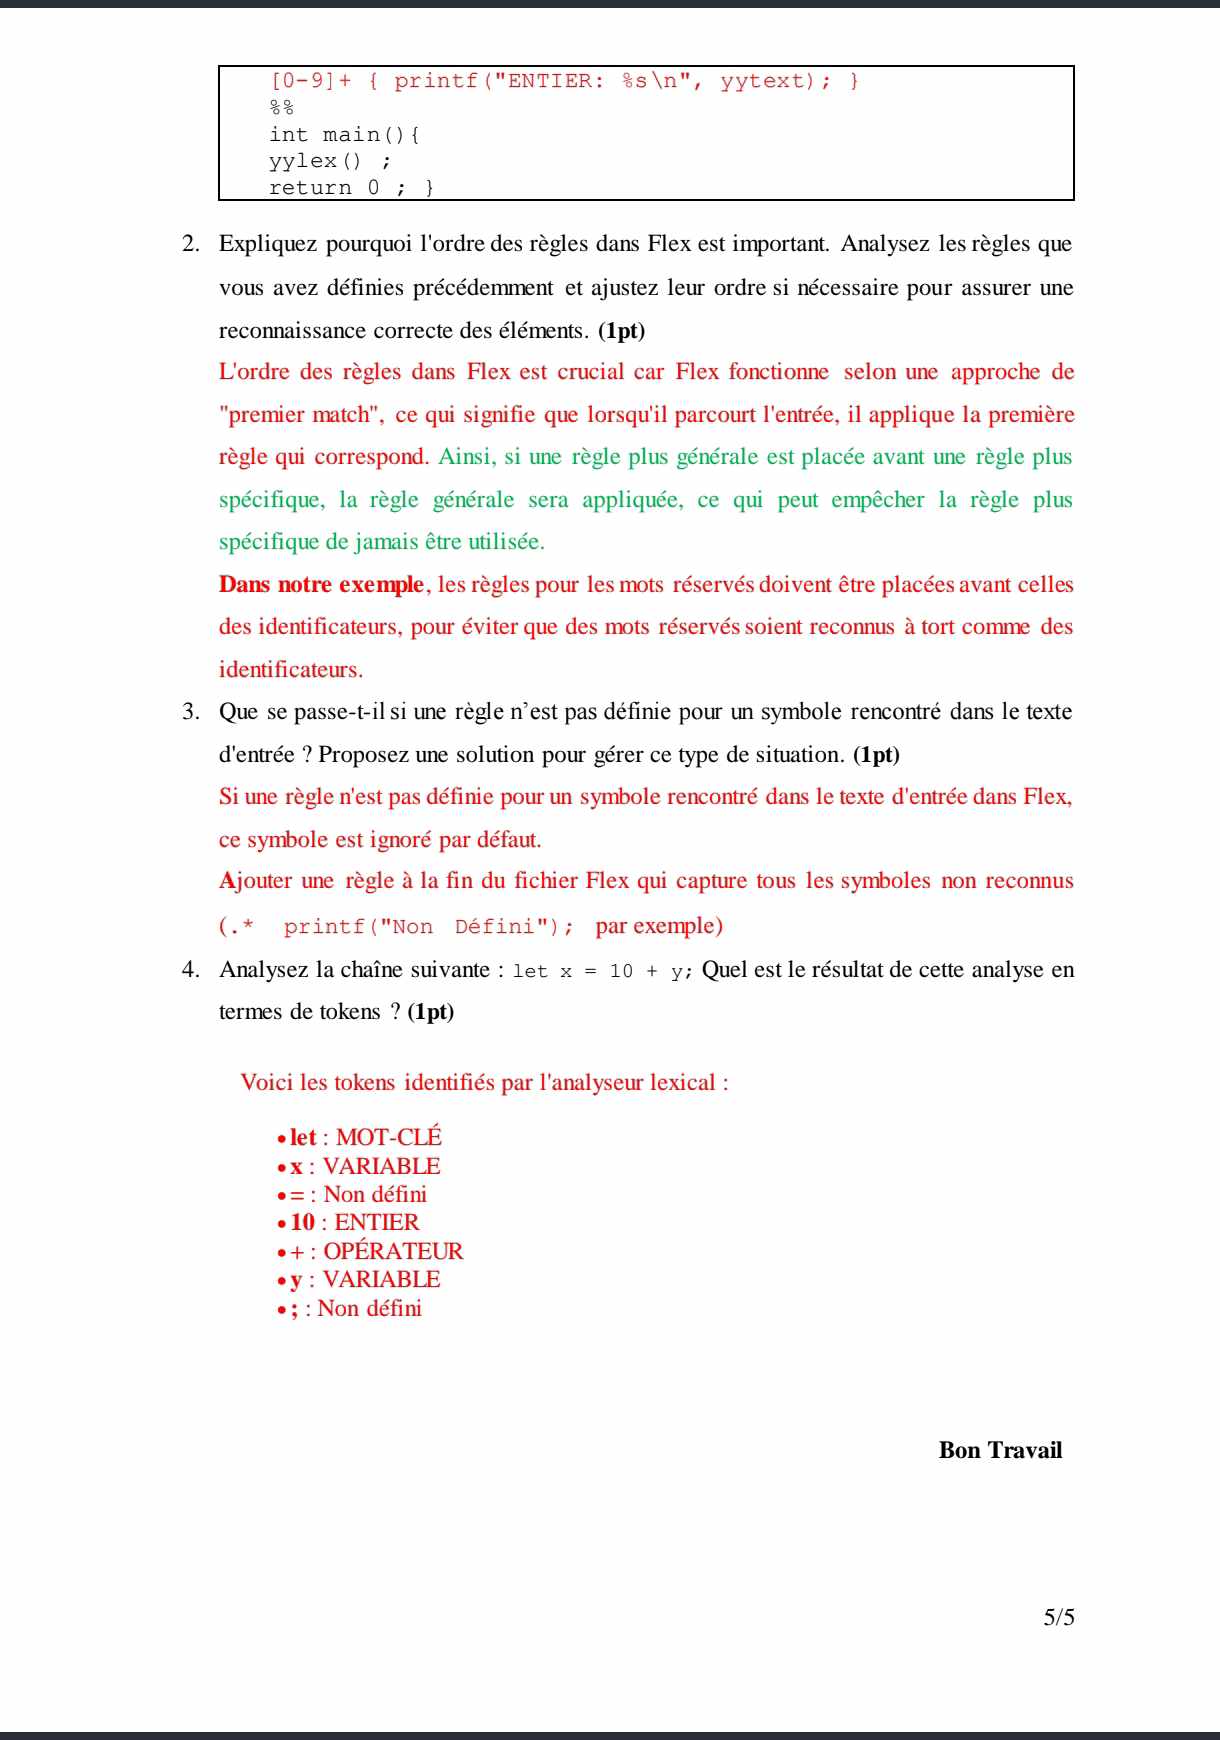 [0-9]+ { printf("ENTIER: %s\n", yytext); }
%%
int main(){
yylex() ;
return 0 ; }
2. Expliquez pourquoi l'ordre des règles dans Flex est important. Analysez les règles que
vous avez définies précédemment et ajustez leur ordre si nécessaire pour assurer une
reconnaissance correcte des éléments. (1pt)
L'ordre des règles dans Flex est crucial car Flex fonctionne selon une approche de
"premier match", ce qui signifie que lorsqu'il parcourt l'entrée, il applique la première
règle qui correspond. Ainsi, si une règle plus générale est placée avant une règle plus
spécifique, la règle générale sera appliquée, ce qui peut empêcher la règle plus
spécifique de jamais être utilisée.
Dans notre exemple, les règles pour les mots réservés doivent être placées avant celles
des identificateurs, pour éviter que des mots réservés soient reconnus à tort comme des
identificateurs.
3. Que se passe-t-il si une règle n’est pas définie pour un symbole rencontré dans le texte
d'entrée ? Proposez une solution pour gérer ce type de situation. (1pt)
Si une règle n'est pas définie pour un symbole rencontré dans le texte d'entrée dans Flex,
ce symbole est ignoré par défaut.
Ajouter une règle à la fin du fichier Flex qui capture tous les symboles non reconnus
(.* printf("Non Défini"); par exemple)
4. Analysez la chaîne suivante : let x = 10 + y; Quel est le résultat de cette analyse en
termes de tokens ? (1pt)
Voici les tokens identifiés par l'analyseur lexical :
• let : MOT-CLÉ
• x : VARIABLE
• = : Non défini
• 10 : ENTIER
• + : OPÉRATEUR
• y : VARIABLE
• ; : Non défini
Bon Travail
5/5